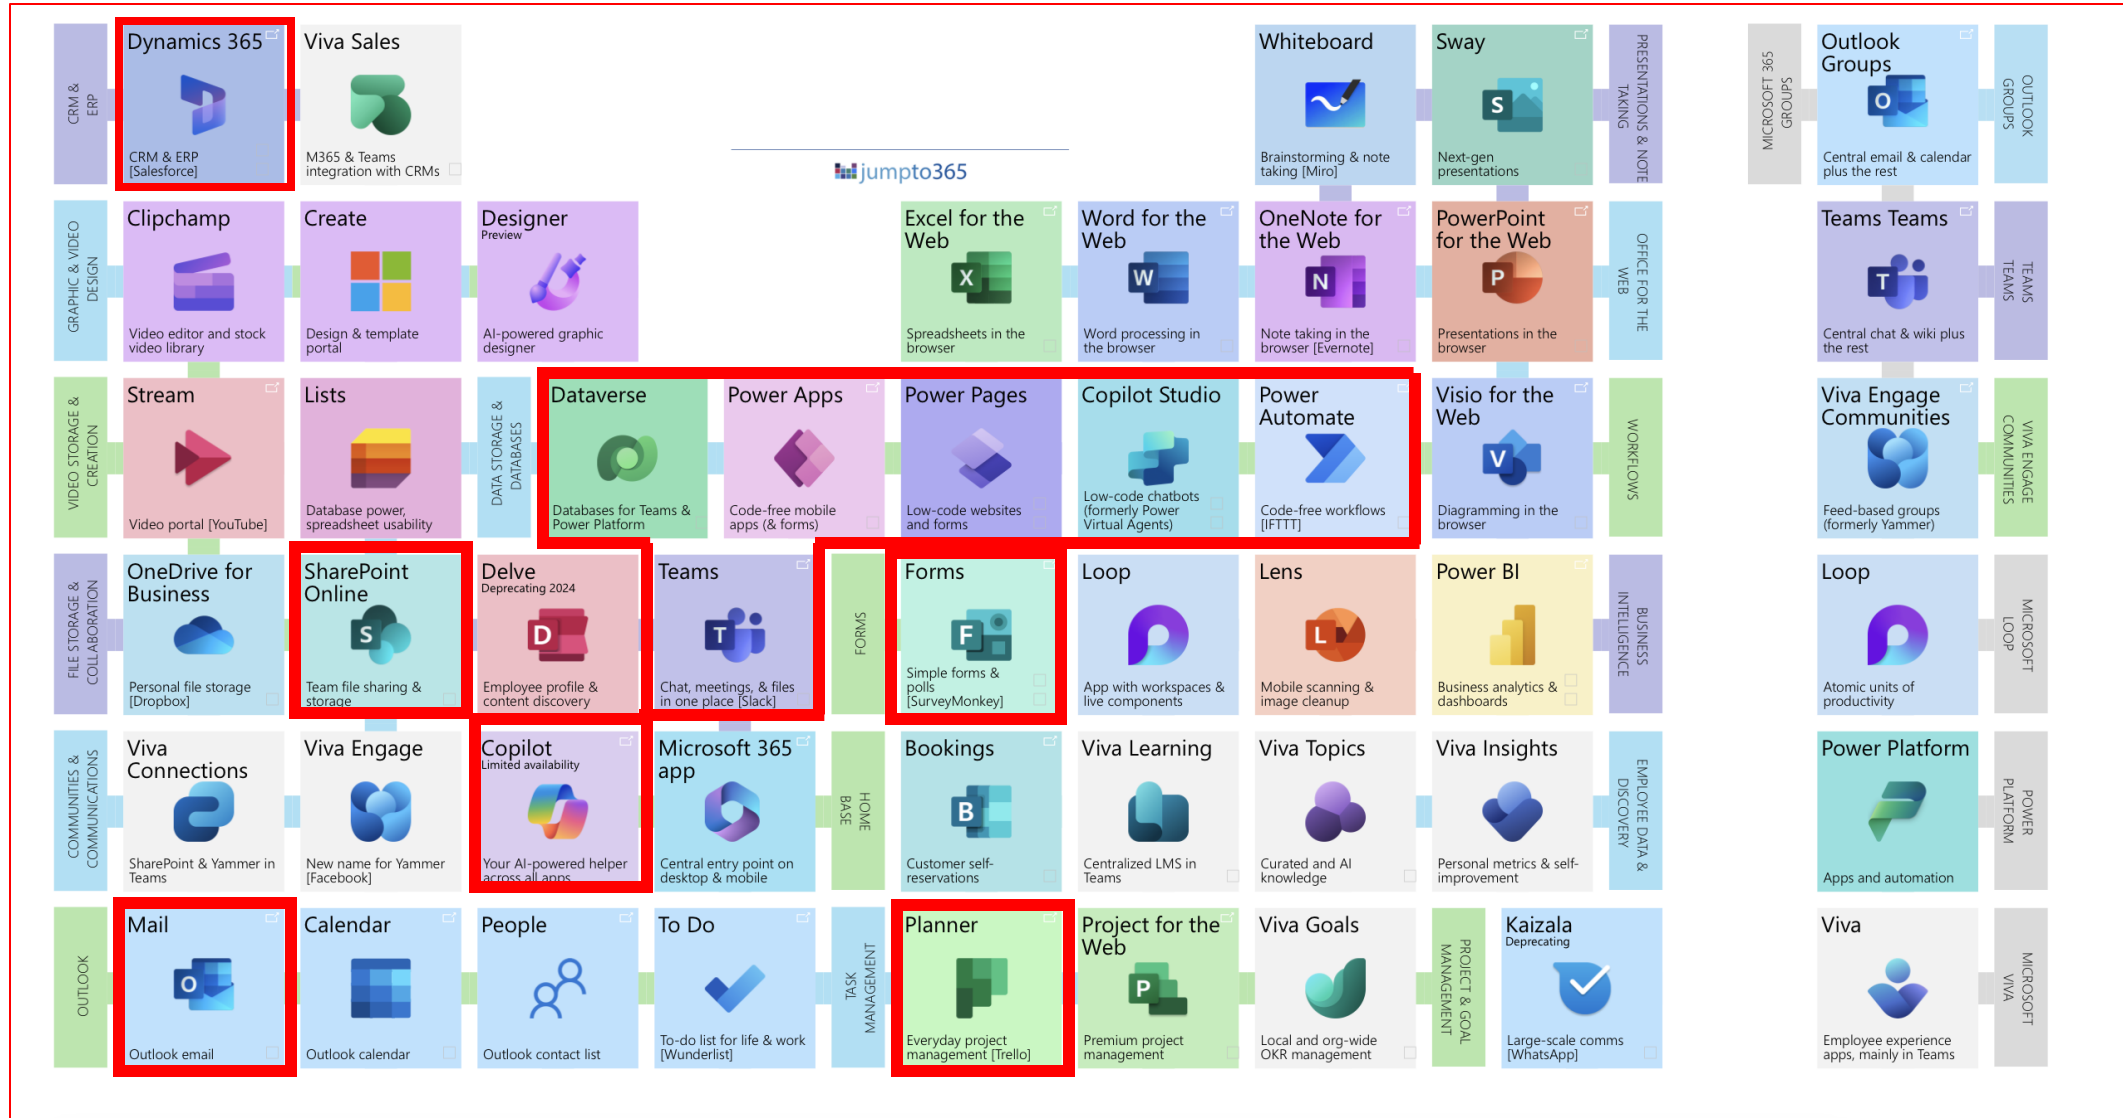 CRM &
ERP
Dynamics 365
CRM & ERP
[Salesforce]
Viva Sales
M365 & Teams
integration with CRMs
jumpto365
Whiteboard
Brainstorming & note
taking [Miro]
Sway
S
Next-gen
presentations
PRESENTATIONS & NOTE
TAKING
MICROSOFT 365
GROUPS
Outlook
Groups
O
Central email & calendar
plus the rest
OUTLOOK
GROUPS
GRAPHIC & VIDEO
DESIGN
Clipchamp
Video editor and stock
video library
Create
Design & template
portal
Designer
Preview
AI-powered graphic
designer
Excel for the
Web
X
Spreadsheets in the
browser
Word for the
Web
W
Word processing in
the browser
OneNote for
the Web
N
Note taking in the
browser [Evernote]
PowerPoint
for the Web
P
Presentations in the
browser
OFFICE FOR THE
WEB
Teams Teams
T
Central chat & wiki plus
the rest
TEAMS
TEAMS
VIDEO STORAGE &
CREATION
Stream
Video portal [YouTube]
Lists
Database power,
spreadsheet usability
DATA STORAGE &
DATABASES
Dataverse
Databases for Teams &
Power Platform
Power Apps
Code-free mobile
apps (& forms)
Power Pages
Low-code websites
and forms
Copilot Studio
Low-code chatbots
(formerly Power
Virtual Agents)
Power
Automate
Code-free workflows
[IFTTT]
Visio for the
Web
V
Diagramming in the
browser
WORKFLOWS
Viva Engage
Communities
Feed-based groups
(formerly Yammer)
VIVA ENGAGE
COMMUNITIES
FILE STORAGE &
COLLABORATION
OneDrive for
Business
Personal file storage
[Dropbox]
SharePoint
Online
S
Team file sharing &
storage
Delve
Deprecating 2024
D
Employee profile &
content discovery
Teams
T
Chat, meetings, & files
in one place [Slack]
FORMS
Forms
F
Simple forms &
polls
[SurveyMonkey]
Loop
App with workspaces &
live components
Lens
L
Mobile scanning &
image cleanup
Power BI
Business analytics &
dashboards
BUSINESS
INTELLIGENCE
Loop
Atomic units of
productivity
MICROSOFT
LOOP
COMMUNITIES &
COMMUNICATIONS
Viva
Connections
SharePoint & Yammer in
Teams
Viva Engage
New name for Yammer
[Facebook]
Copilot
Limited availability
Your AI-powered helper
across all apps
Microsoft 365
app
Central entry point on
desktop & mobile
HOME
BASE
Bookings
B
Customer self-
reservations
Viva Learning
Centralized LMS in
Teams
Viva Topics
Curated and AI
knowledge
Viva Insights
Personal metrics & self-
improvement
EMPLOYEE DATA &
DISCOVERY
Power Platform
Apps and automation
POWER
PLATFORM
OUTLOOK
Mail
O
Outlook email
Calendar
Outlook calendar
People
Outlook contact list
To Do
To-do list for life & work
[Wunderlist]
TASK
MANAGEMENT
Planner
Everyday project
management [Trello]
Project for the
Web
P
Premium project
management
Viva Goals
Local and org-wide
OKR management
PROJECT & GOAL
MANAGEMENT
Kaizala
Deprecating
Large-scale comms
[WhatsApp]
Viva
Employee experience
apps, mainly in Teams
MICROSOFT
VIVA